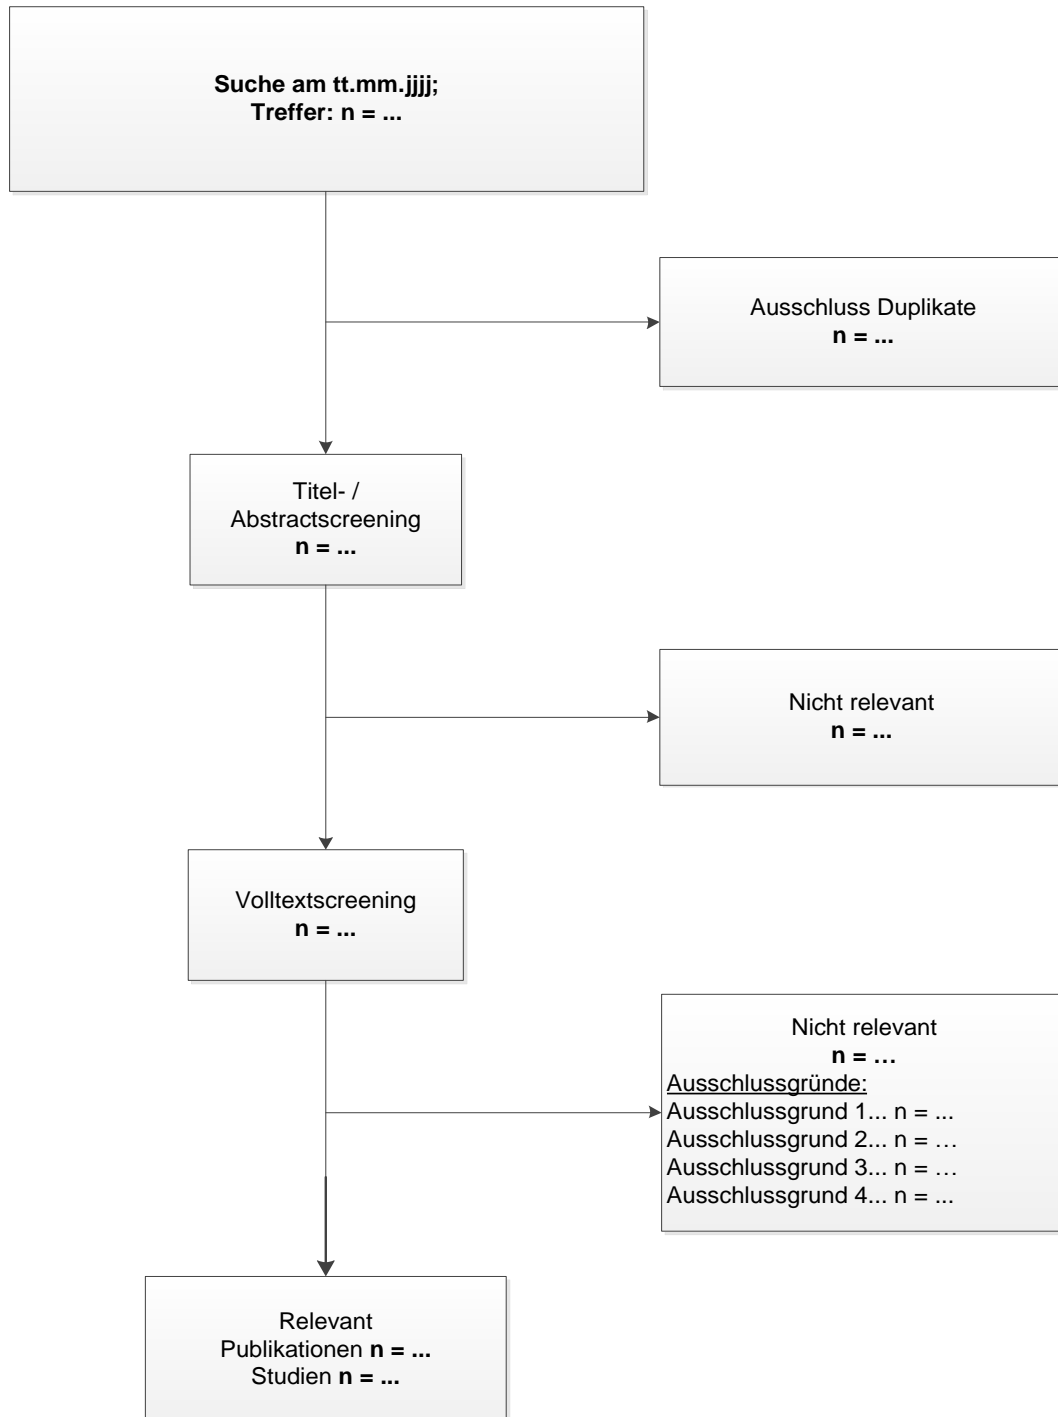 Suche am tt.mm.jjjj;
Treffer: n = ...
Ausschluss Duplikate
n = ...
Titel- /
Abstractscreening
n = ...
Nicht relevant
n = ...
Volltextscreening
n = ...
Nicht relevant
n = …
Ausschlussgründe:
Ausschlussgrund 1... n = ...
Ausschlussgrund 2... n = …
Ausschlussgrund 3... n = …
Ausschlussgrund 4... n = ...
Relevant
Publikationen n = ...
Studien n = ...